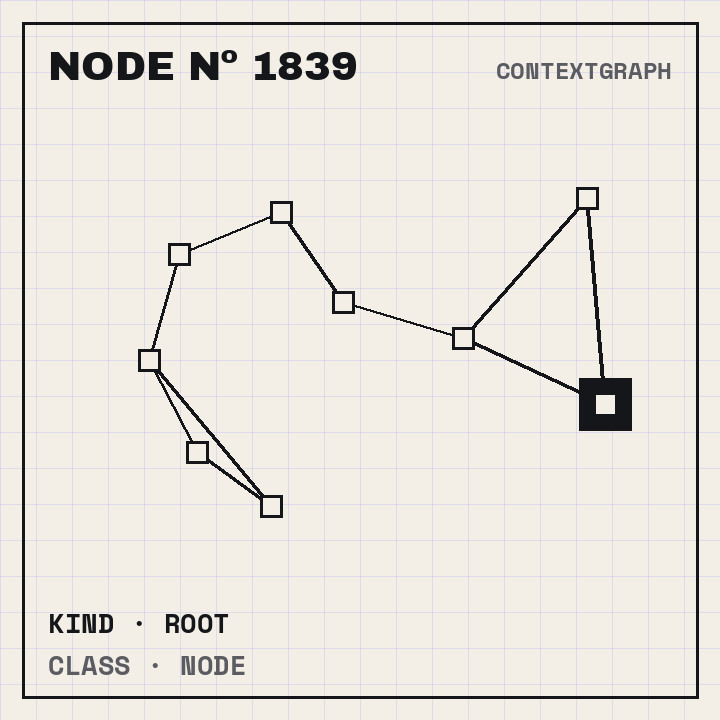 NODE Nº 1839
CONTEXTGRAPH
KIND · ROOT
CLASS · NODE